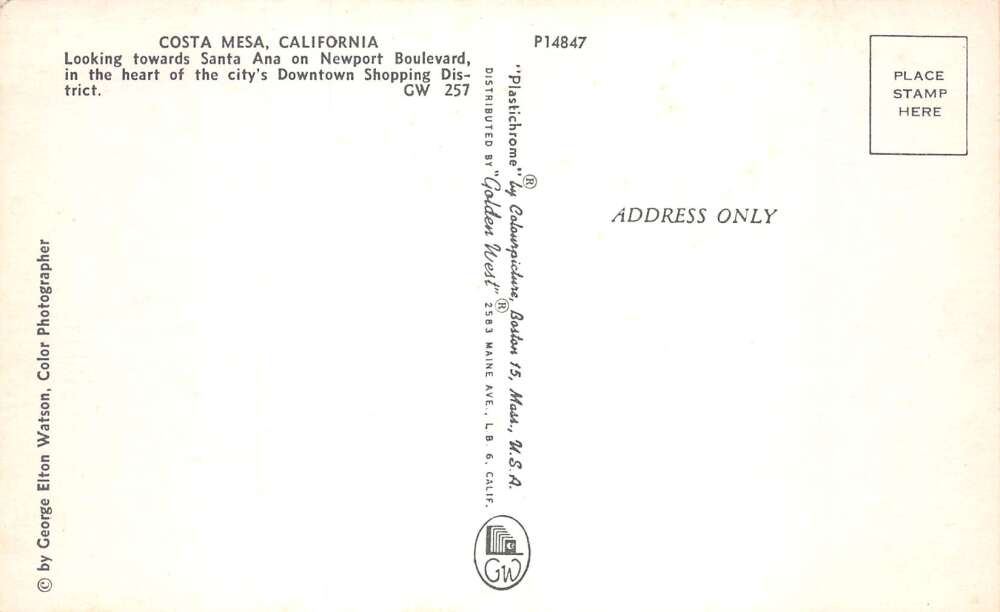 COSTA MESA, CALIFORNIA
Looking towards Santa Ana on Newport Boulevard,
in the heart of the city's Downtown Shopping Dis-
trict. GW 257
P14847
PLACE
STAMP
HERE
ADDRESS ONLY
© by George Elton Watson, Color Photographer
"Plastichrome"® by Colourpicture, Boston 15, Mass., U.S.A.
DISTRIBUTED BY "Golden West"® 2583 MAINE AVE., L.B. 6, CALIF.
GW